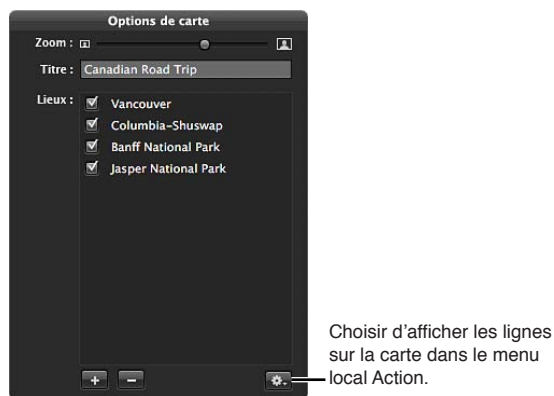 Options de carte
Zoom :
Titre : Canadian Road Trip
Lieux : Vancouver
Columbia-Shuswap
Banff National Park
Jasper National Park
Choisir d'afficher les lignes
sur la carte dans le menu
local Action.